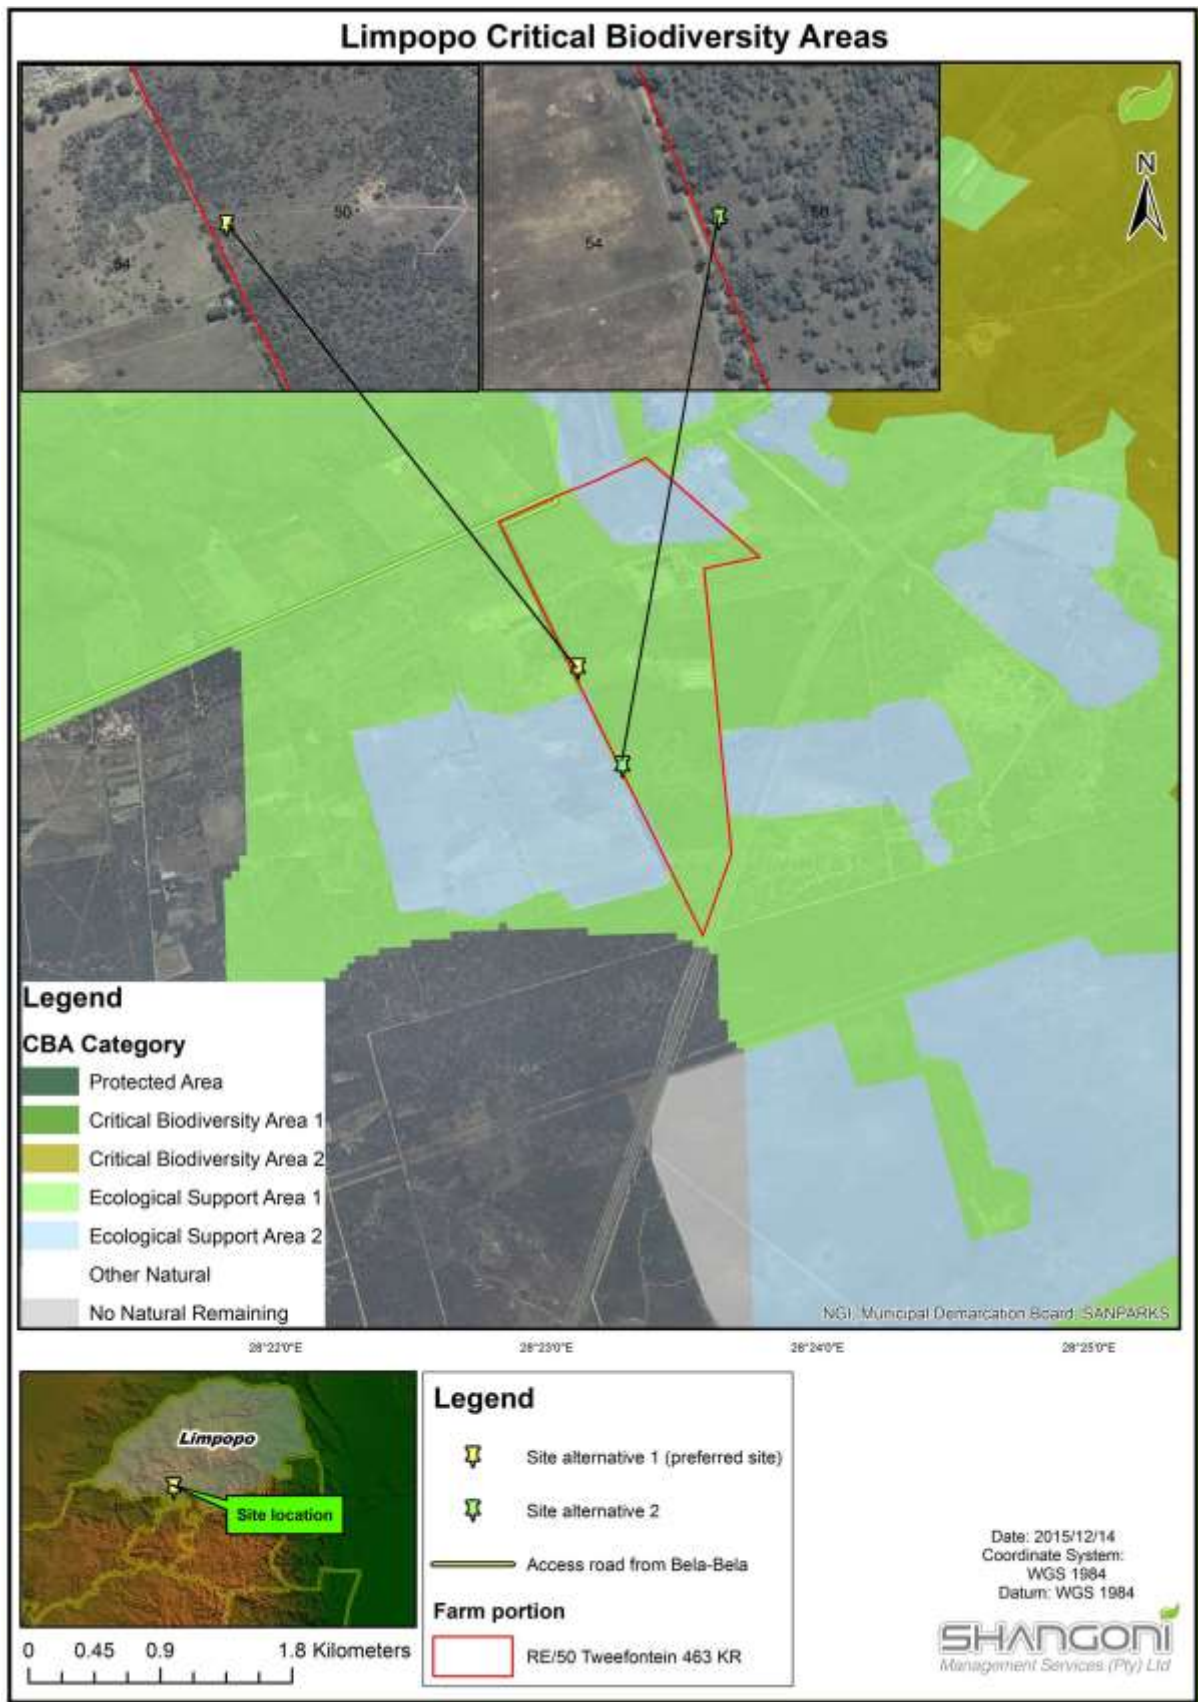 Limpopo Critical Biodiversity Areas
N
50
54
54
Legend
CBA Category
Protected Area
Critical Biodiversity Area 1
Critical Biodiversity Area 2
Ecological Support Area 1
Ecological Support Area 2
Other Natural
No Natural Remaining
NGI, Municipal Demarcation Board, SANPARKS
28°22'0"E 28°23'0"E 28°24'0"E 28°25'0"E
Limpopo
Site location
0 0.45 0.9 1.8 Kilometers
Legend
Site alternative 1 (preferred site)
Site alternative 2
Access road from Bela-Bela
Farm portion
RE/50 Tweefontein 463 KR
Date: 2015/12/14
Coordinate System:
WGS 1984
Datum: WGS 1984
SHANGONI
Management Services (Pty) Ltd